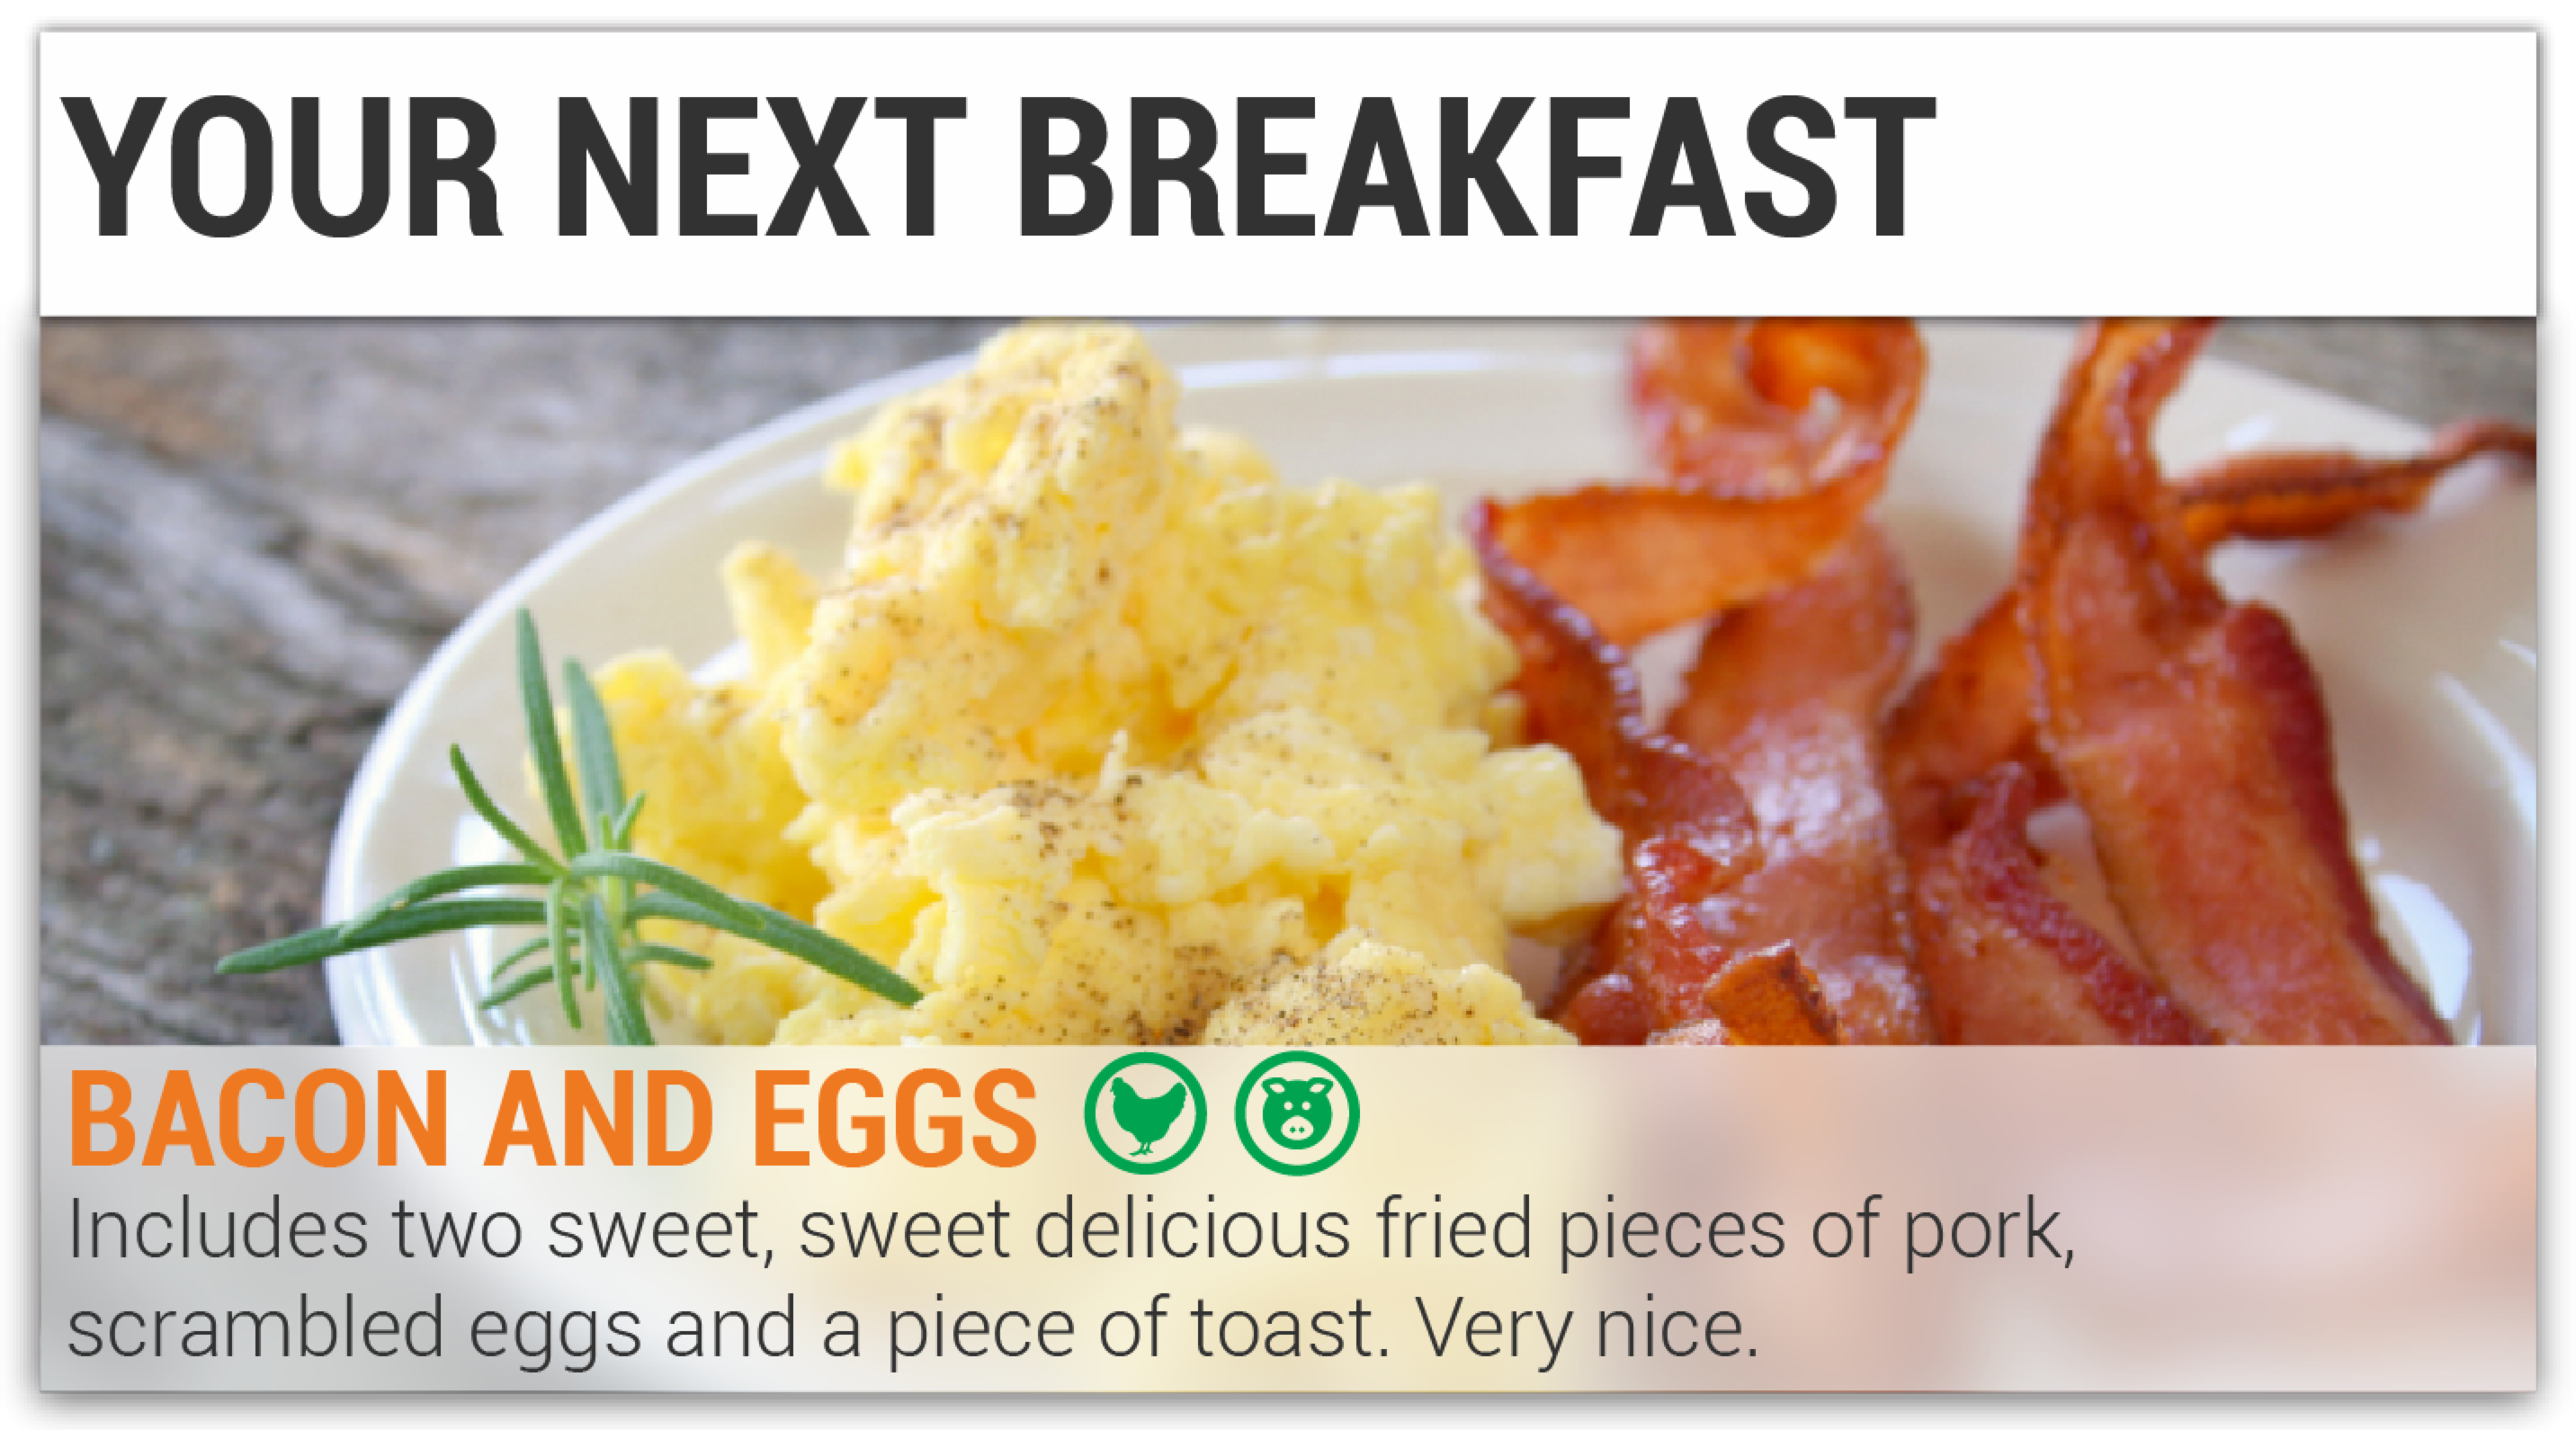 YOUR NEXT BREAKFAST
BACON AND EGGS
Includes two sweet, sweet delicious fried pieces of pork,
scrambled eggs and a piece of toast. Very nice.